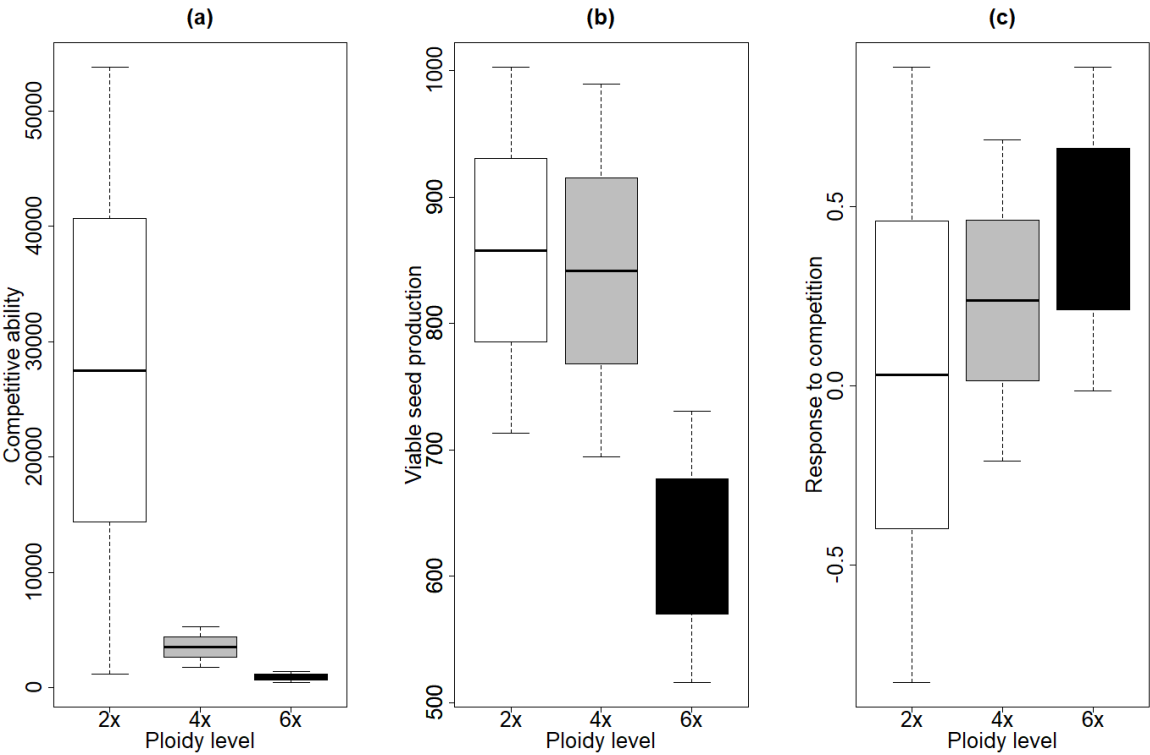 (a)
Competitive ability
50000
40000
30000
20000
10000
0
2x 4x 6x
Ploidy level
(b)
Viable seed production
1000
900
800
700
600
500
2x 4x 6x
Ploidy level
(c)
Response to competition
0.5
0.0
-0.5
2x 4x 6x
Ploidy level